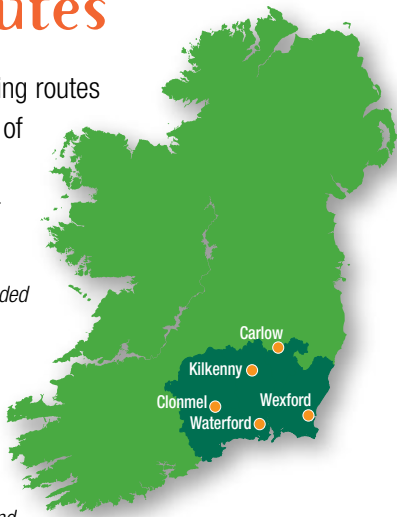 utes
ing routes
of
ded
Carlow
Kilkenny
Clonmel
Wexford
Waterford